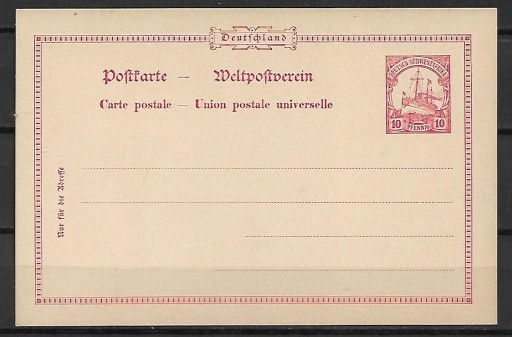 Deutschland
Postkarte — Weltpostverein
Carte postale — Union postale universelle
DEUTSCH-SÜDWESTAFRIKA
10 PFENNIG 10
Nur für die Adresse